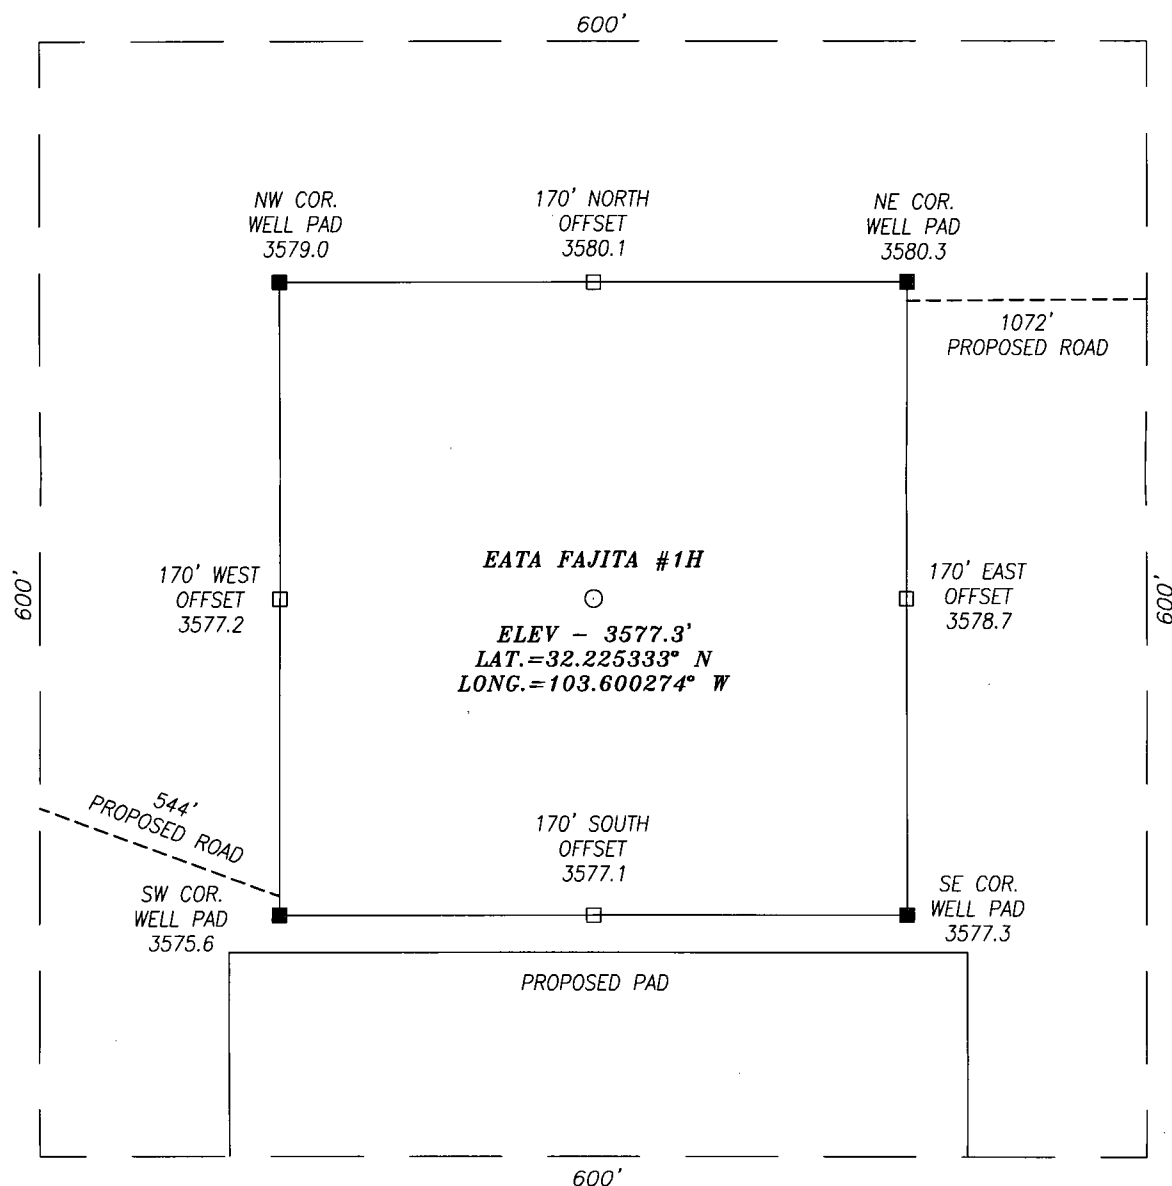 600'
NW COR.
WELL PAD
3579.0
170' NORTH
OFFSET
3580.1
NE COR.
WELL PAD
3580.3
1072'
PROPOSED ROAD
600'
170' WEST
OFFSET
3577.2
EATA FAJITA #1H
ELEV - 3577.3'
LAT.=32.225333° N
LONG.=103.600274° W
170' EAST
OFFSET
3578.7
600'
544'
PROPOSED ROAD
SW COR.
WELL PAD
3575.6
170' SOUTH
OFFSET
3577.1
SE COR.
WELL PAD
3577.3
PROPOSED PAD
600'